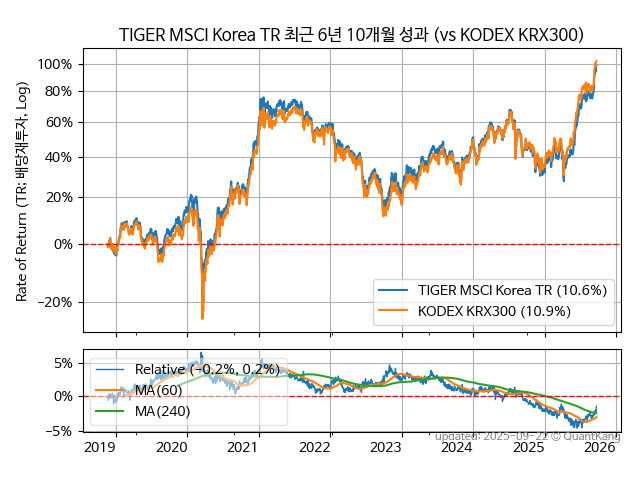 TIGER MSCI Korea TR 최근 6년 10개월 성과 (vs KODEX KRX300)
Rate of Return (TR: 배당재투자, Log)
100%
80%
60%
40%
20%
0%
−20%
TIGER MSCI Korea TR (10.6%)
KODEX KRX300 (10.9%)
5%
0%
−5%
Relative (−0.2%, 0.2%)
MA(60)
MA(240)
2019 2020 2021 2022 2023 2024 2025 2026
updated: 2025-09-22 © QuantKang